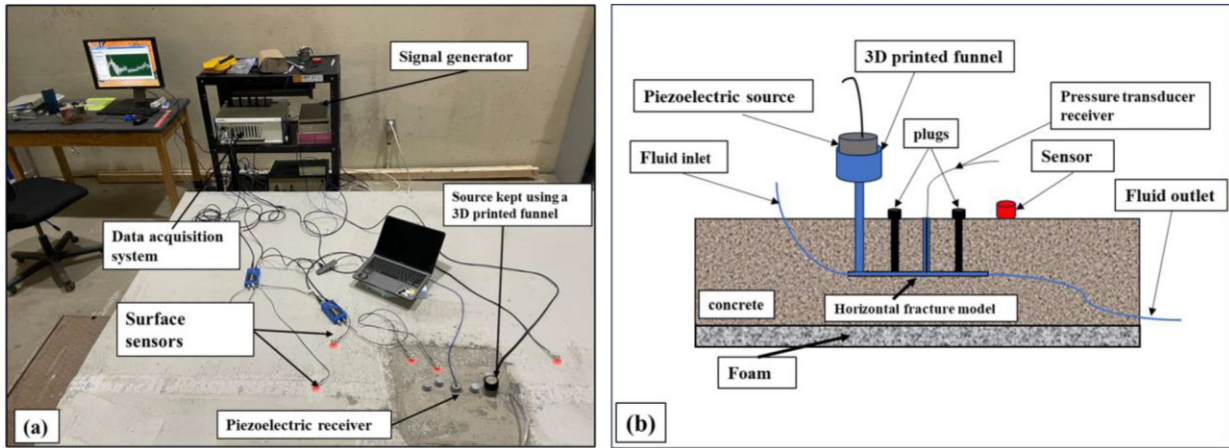 Signal generator
Source kept using a
3D printed funnel
Data acquisition
system
Surface
sensors
Piezoelectric receiver
(a)
3D printed funnel
Piezoelectric source
Pressure transducer
receiver
plugs
Fluid inlet
Sensor
Fluid outlet
concrete
Horizontal fracture model
Foam
(b)